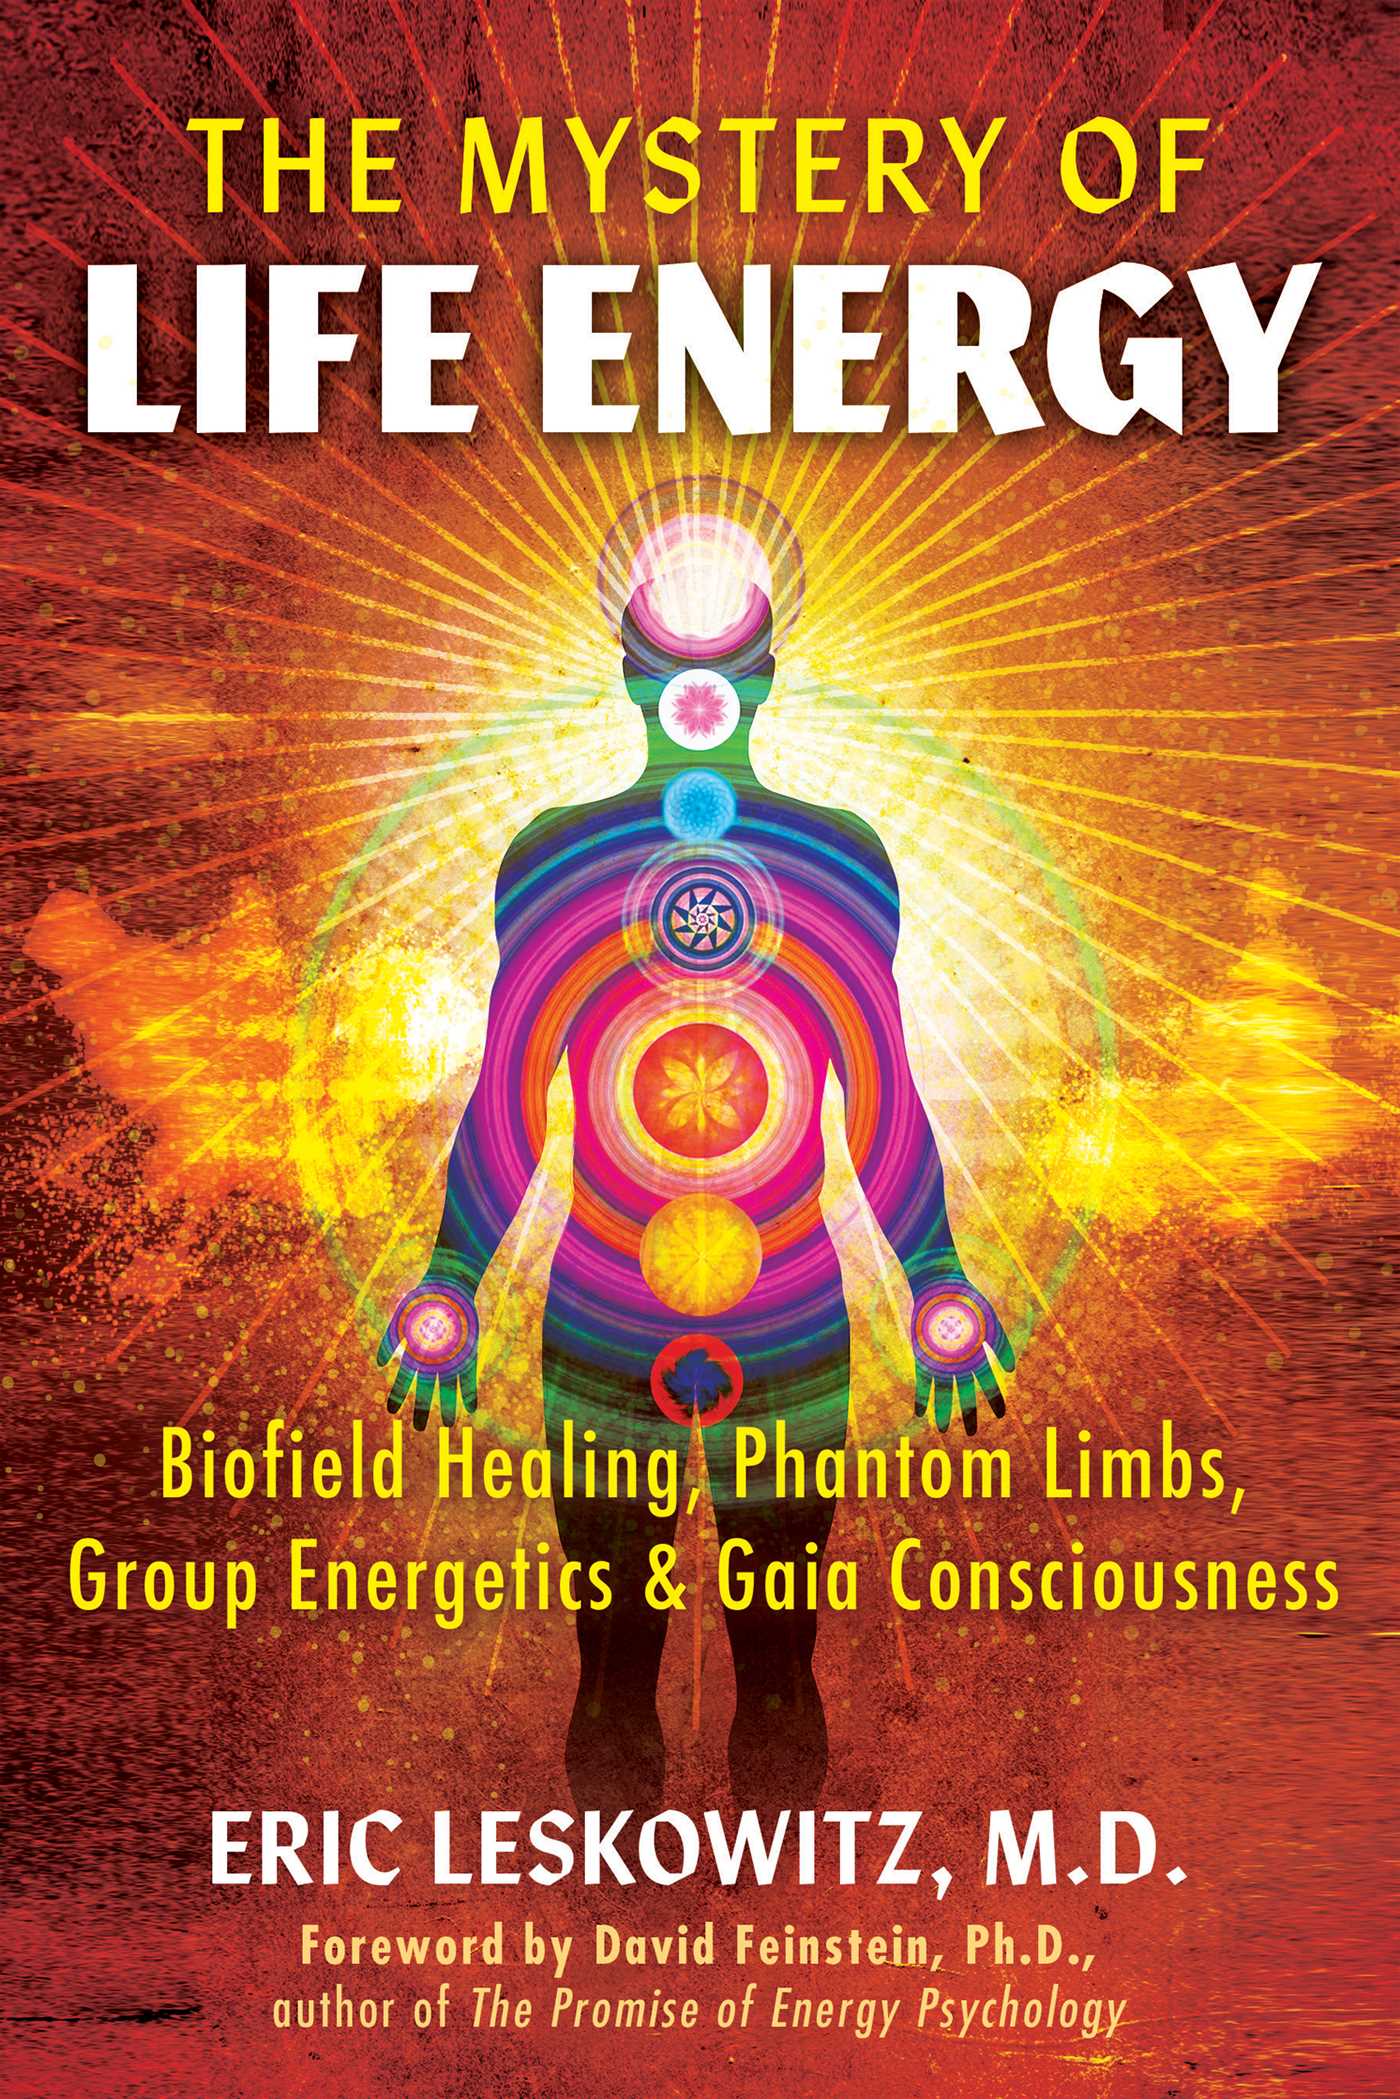 THE MYSTERY OF
LIFE ENERGY
Biofield Healing, Phantom Limbs,
Group Energetics & Gaia Consciousness
ERIC LESKOWITZ, M.D.
Foreword by David Feinstein, Ph.D.,
author of The Promise of Energy Psychology